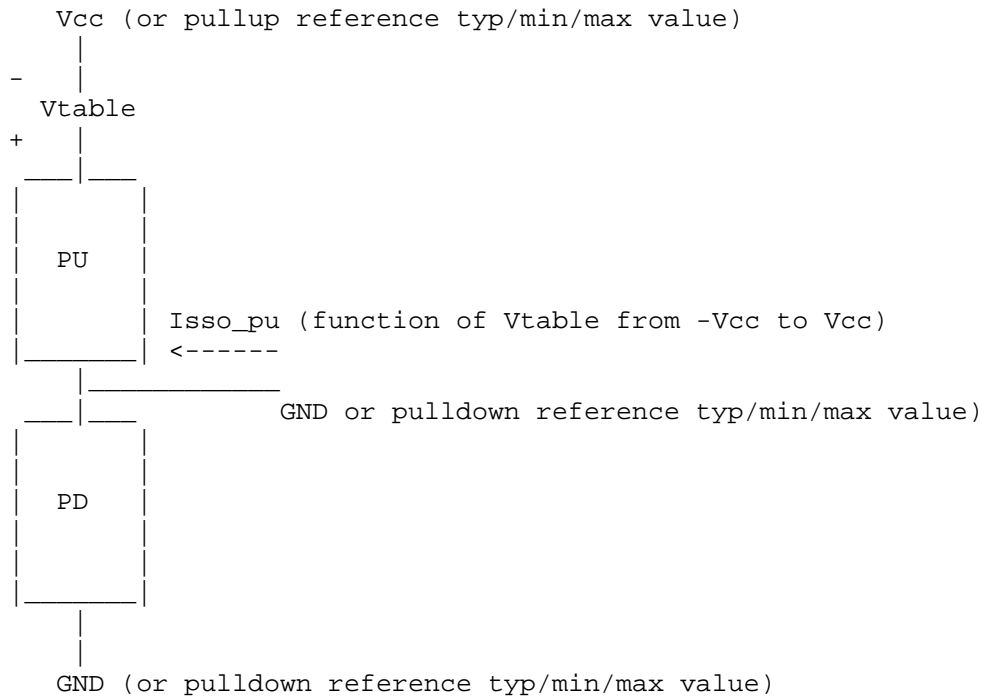 Vcc (or pullup reference typ/min/max value)
-
Vtable
+
PU
Isso_pu (function of Vtable from -Vcc to Vcc)
<------
GND or pulldown reference typ/min/max value)
PD
GND (or pulldown reference typ/min/max value)